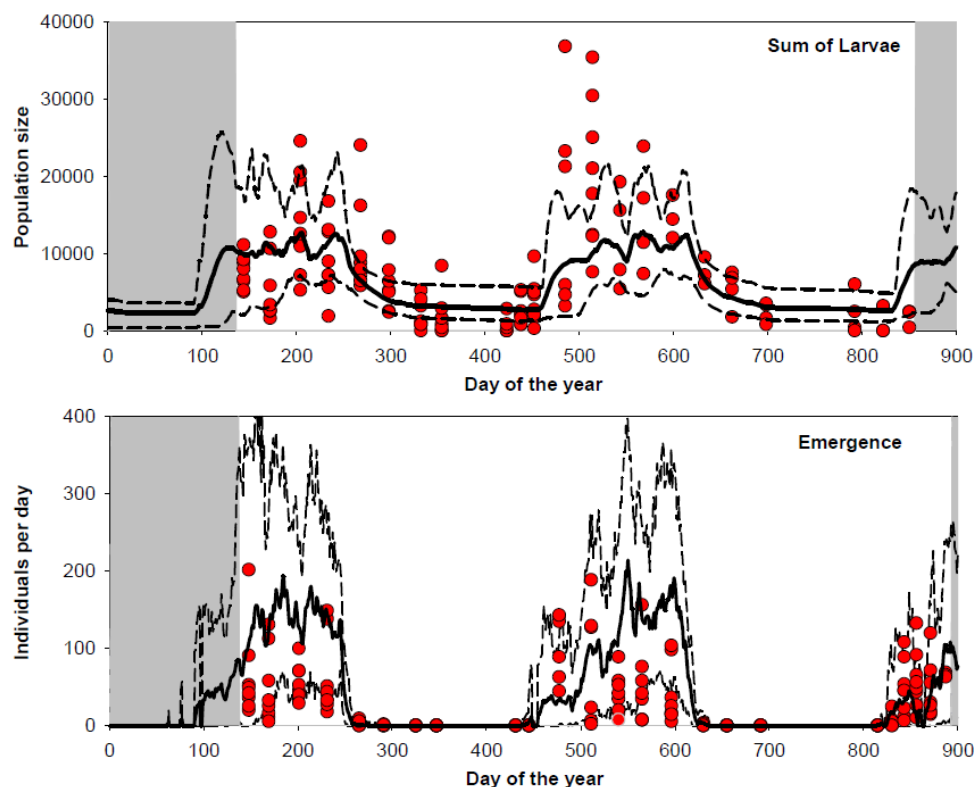 40000
Sum of Larvae
30000
20000
10000
0
Population size
0 100 200 300 400 500 600 700 800 900
Day of the year
400
Emergence
300
200
100
0
Individuals per day
0 100 200 300 400 500 600 700 800 900
Day of the year